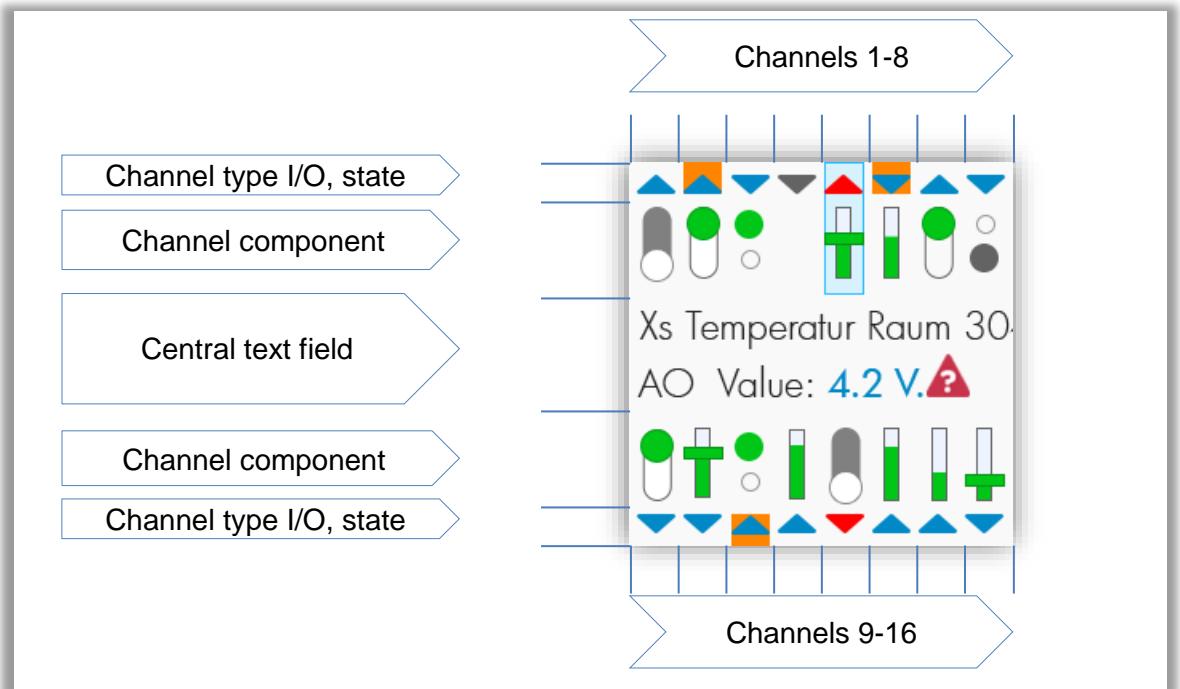 Channels 1-8
Channel type I/O, state
Channel component
Central text field
Xs Temperatur Raum 30
AO Value: 4.2 V.
?
Channel component
Channel type I/O, state
Channels 9-16